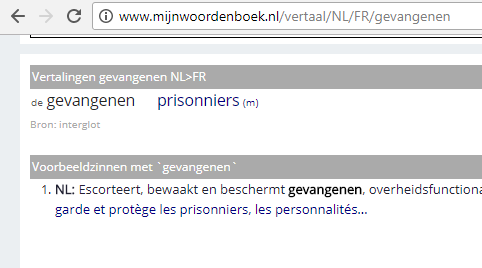 www.mijnwoordenboek.nl/vertaal/NL/FR/gevangenen
Vertalingen gevangenen NL>FR
de gevangenen prisonniers (m)
Bron: interglot
Voorbeeldzinnen met `gevangenen`
1. NL: Escorteert, bewaakt en beschermt gevangenen, overheidsfunctiona
garde et protège les prisonniers, les personnalités...